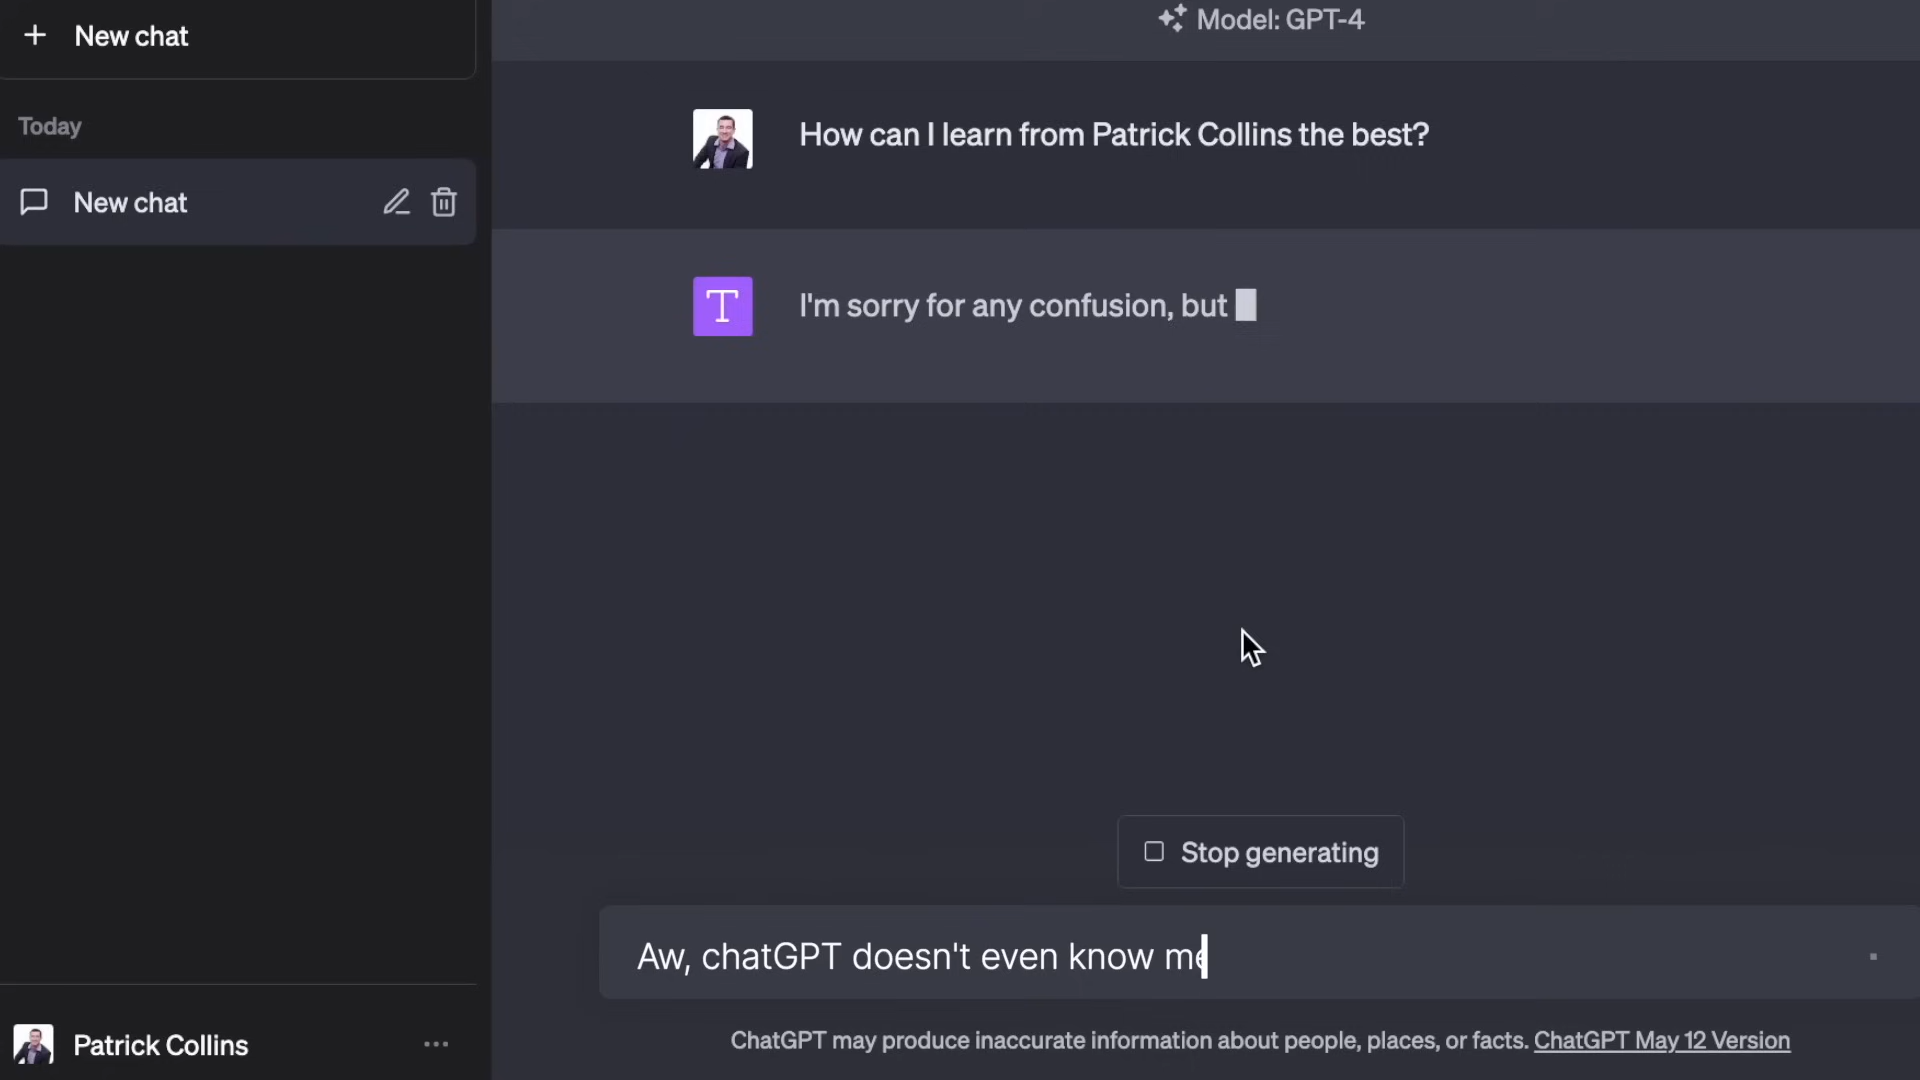 New chat
Model: GPT-4
Today
How can I learn from Patrick Collins the best?
New chat
T
I'm sorry for any confusion, but
Stop generating
Aw, chatGPT doesn't even know me
Patrick Collins
ChatGPT may produce inaccurate information about people, places, or facts. ChatGPT May 12 Version